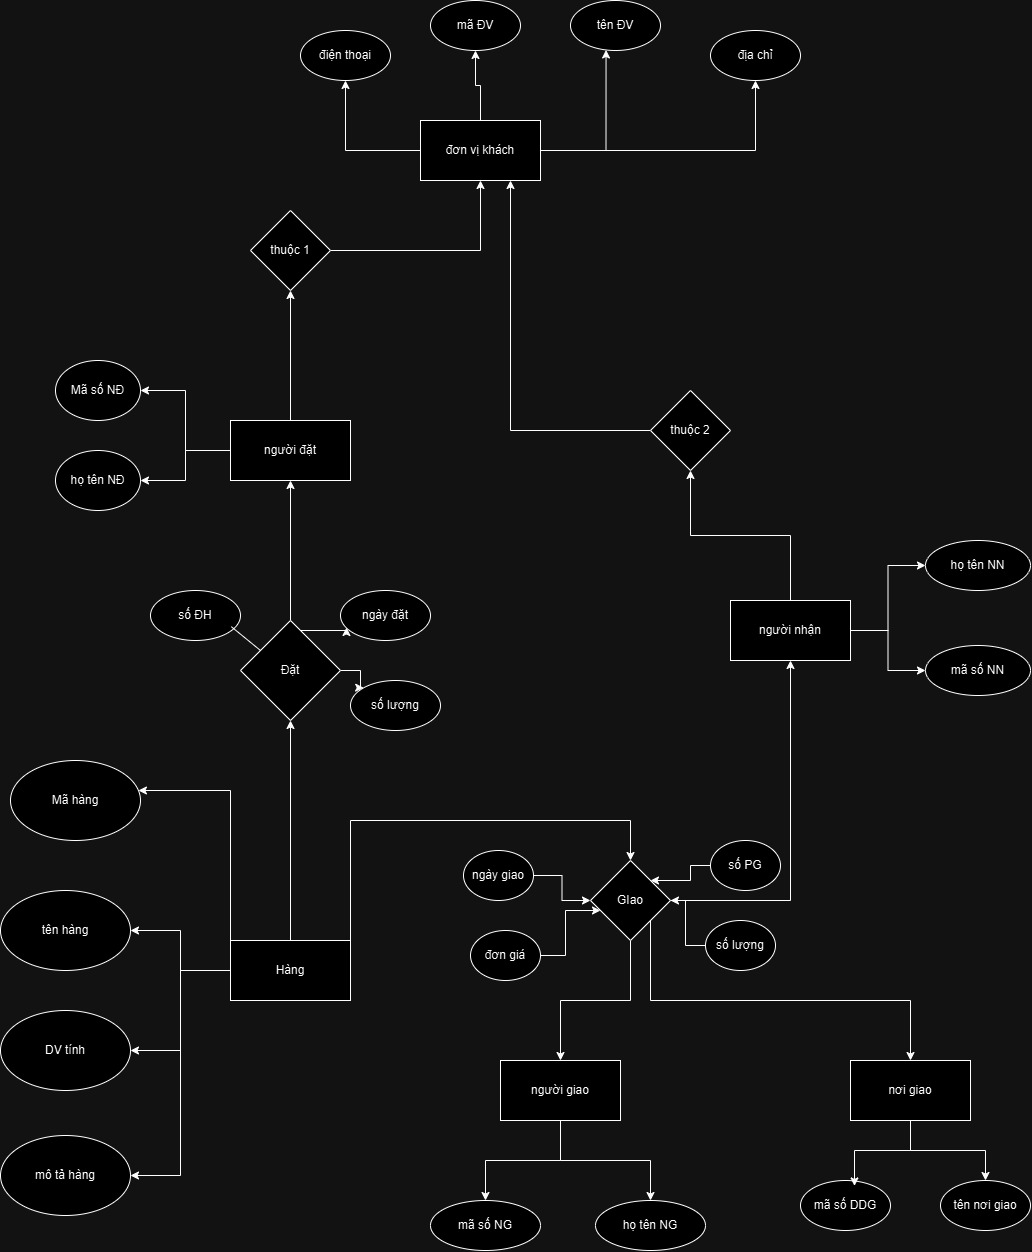 mã ĐV
tên ĐV
điện thoại
địa chỉ
đơn vị khách
thuộc 1
Mã số NĐ
thuộc 2
người đặt
họ tên NĐ
họ tên NN
số ĐH
ngày đặt
người nhận
Đặt
mã số NN
số lượng
Mã hàng
số PG
ngày giao
GIao
tên hàng
số lượng
đơn giá
Hàng
DV tính
người giao
nơi giao
mô tả hàng
mã số DDG
tên nơi giao
mã số NG
họ tên NG